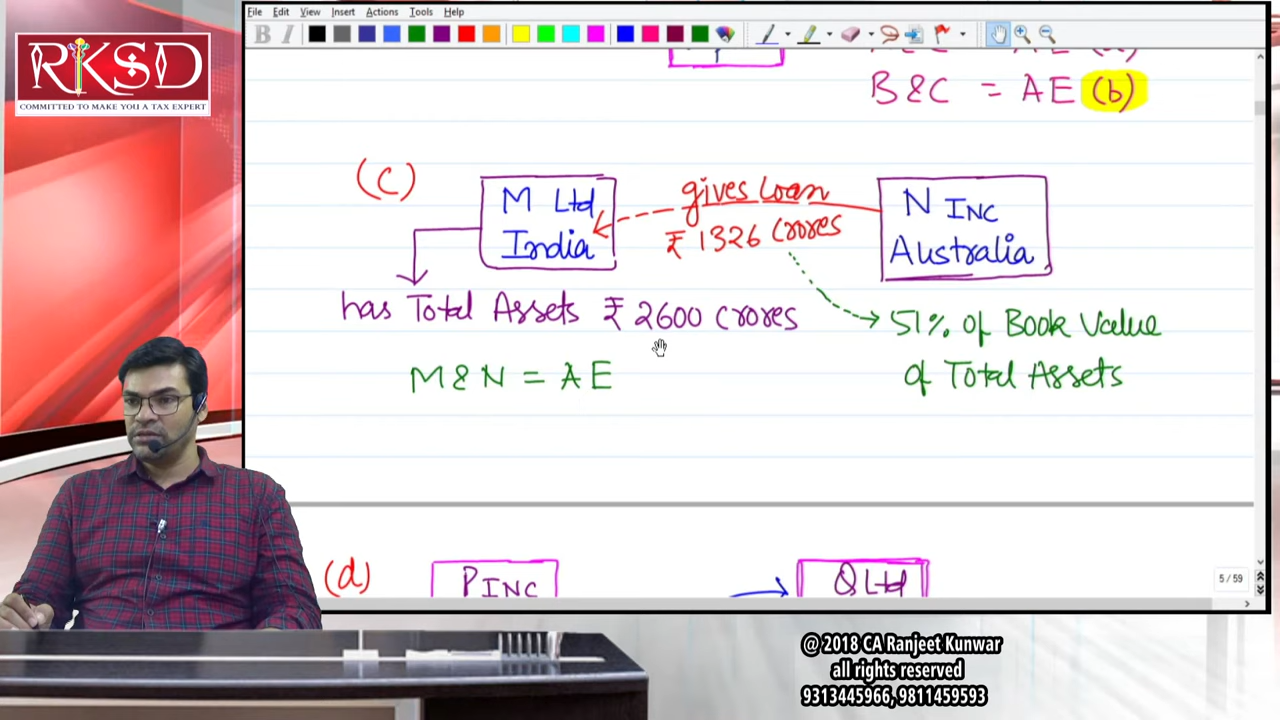 File Edit View Insert Actions Tools Help
B I
RKSD
COMMITTED TO MAKE YOU A TAX EXPERT
B & C = AE (b)
(C)
M Ltd
India
gives Loan
₹ 1326 Crores
N INC
Australia
has Total Assets ₹ 2600 Crores
51% of Book Value
of Total Assets
M & N = AE
(d)
P INC
Q Ltd
5 / 59
@ 2018 CA Ranjeet Kunwar
all rights reserved
9313445966, 9811459593